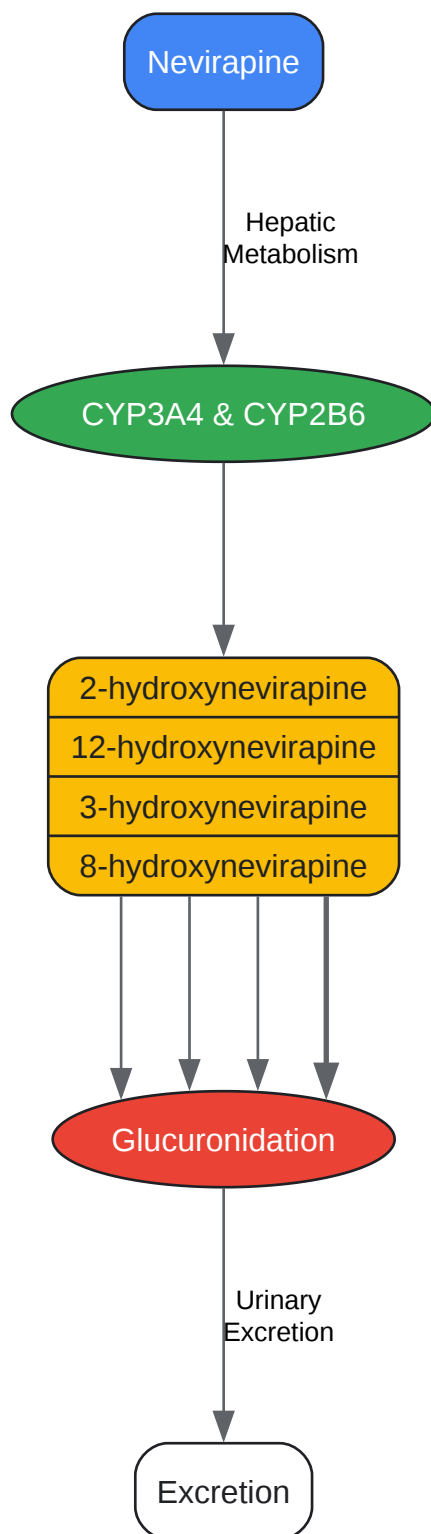 Nevirapine
Hepatic
Metabolism
CYP3A4 & CYP2B6
2-hydroxynevirapine
12-hydroxynevirapine
3-hydroxynevirapine
8-hydroxynevirapine
Glucuronidation
Urinary
Excretion
Excretion